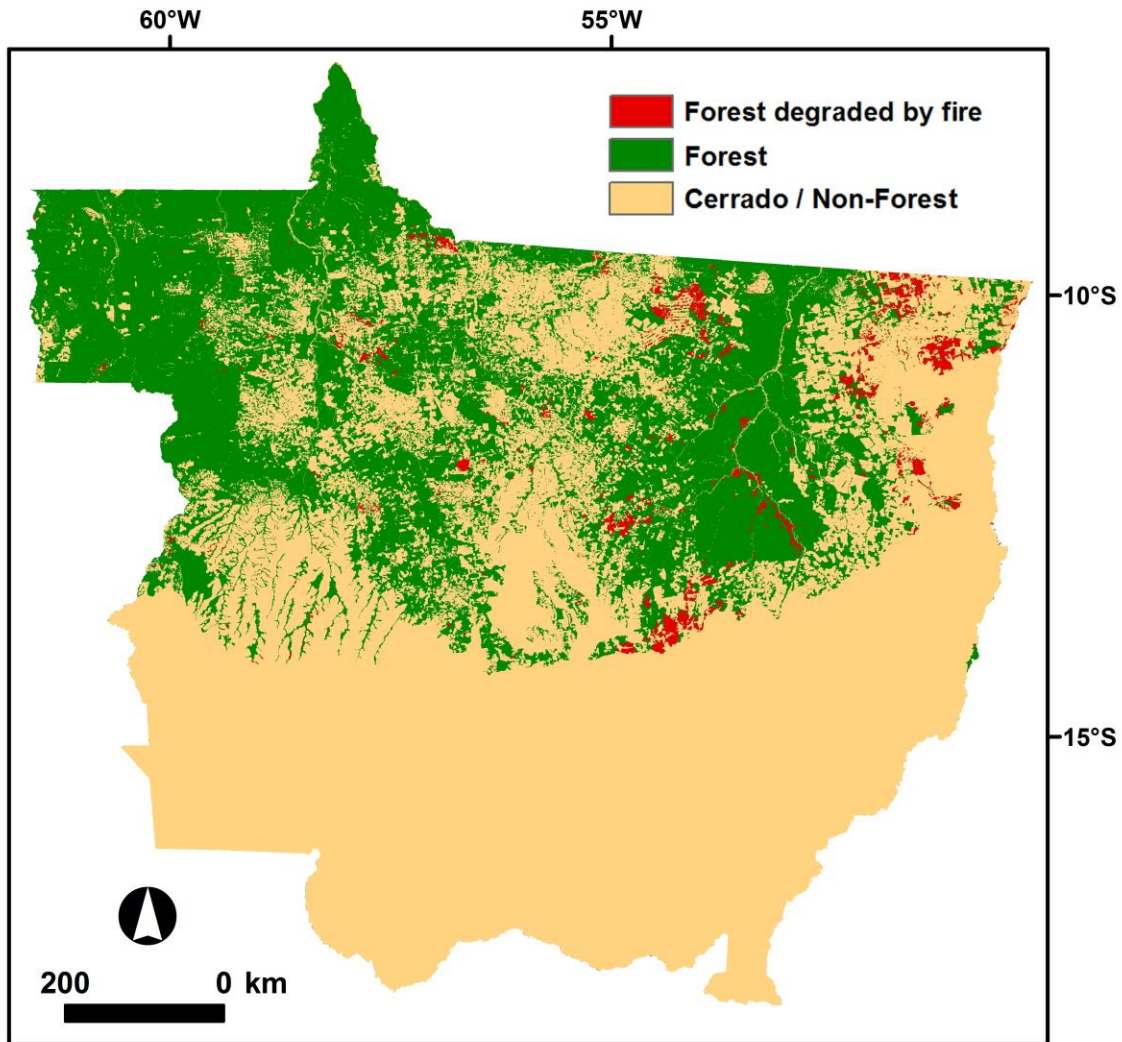 60°W 55°W
Forest degraded by fire
Forest
Cerrado / Non-Forest
10°S
15°S
200 0 km